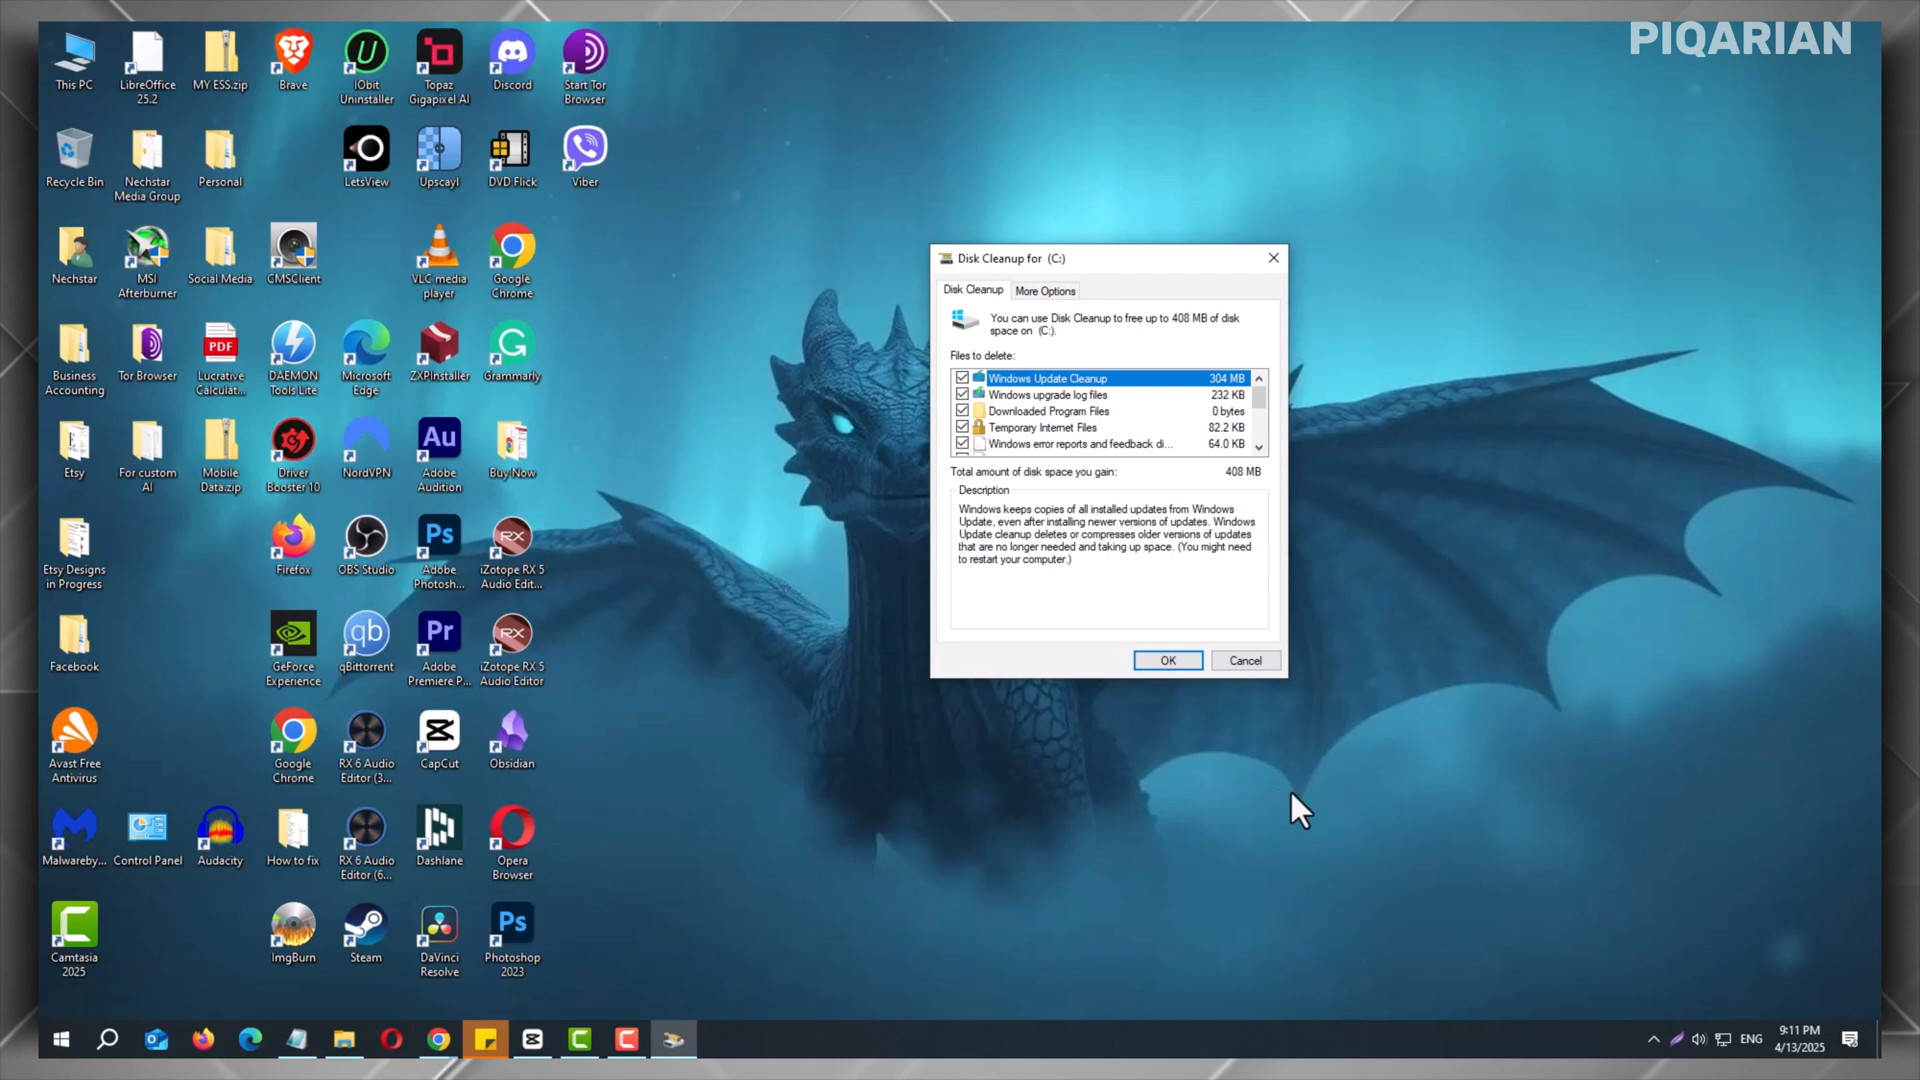 PIQARIAN
This PC
LibreOffice
25.2
MY ESS.zip
Brave
IObit
Uninstaller
Topaz
Gigapixel AI
Discord
Start Tor
Browser
Recycle Bin
Nechstar
Media Group
Personal
LetsView
Upscayl
DVD Flick
Viber
Nechstar
MSI
Afterburner
Social Media
CMSClient
VLC media
player
Google
Chrome
Business
Accounting
Tor Browser
PDF
Lucrative
Calculat...
DAEMON
Tools Lite
Microsoft
Edge
ZXPInstaller
Grammarly
Etsy
For custom
AI
Mobile
Data.zip
Driver
Booster 10
NordVPN
Au
Adobe
Audition
Buy Now
Etsy Designs
in Progress
Firefox
OBS Studio
Ps
Adobe
Photosh...
RX
iZotope RX 5
Audio Edit...
Facebook
GeForce
Experience
qb
qBittorrent
Pr
Adobe
Premiere P...
RX
iZotope RX 5
Audio Editor
Avast Free
Antivirus
Google
Chrome
RX 6 Audio
Editor (3...
CapCut
Obsidian
Malwareby...
Control Panel
Audacity
How to fix
RX 6 Audio
Editor (6...
Dashlane
Opera
Browser
Camtasia
2025
ImgBurn
Steam
DaVinci
Resolve
Ps
Photoshop
2023
Disk Cleanup for (C:)
Disk Cleanup
More Options
You can use Disk Cleanup to free up to 408 MB of disk
space on (C:).
Files to delete:
Windows Update Cleanup 304 MB
Windows upgrade log files 232 KB
Downloaded Program Files 0 bytes
Temporary Internet Files 82.2 KB
Windows error reports and feedback di... 64.0 KB
Total amount of disk space you gain: 408 MB
Description
Windows keeps copies of all installed updates from Windows
Update, even after installing newer versions of updates. Windows
Update cleanup deletes or compresses older versions of updates
that are no longer needed and taking up space. (You might need
to restart your computer.)
OK
Cancel
ENG
9:11 PM
4/13/2025